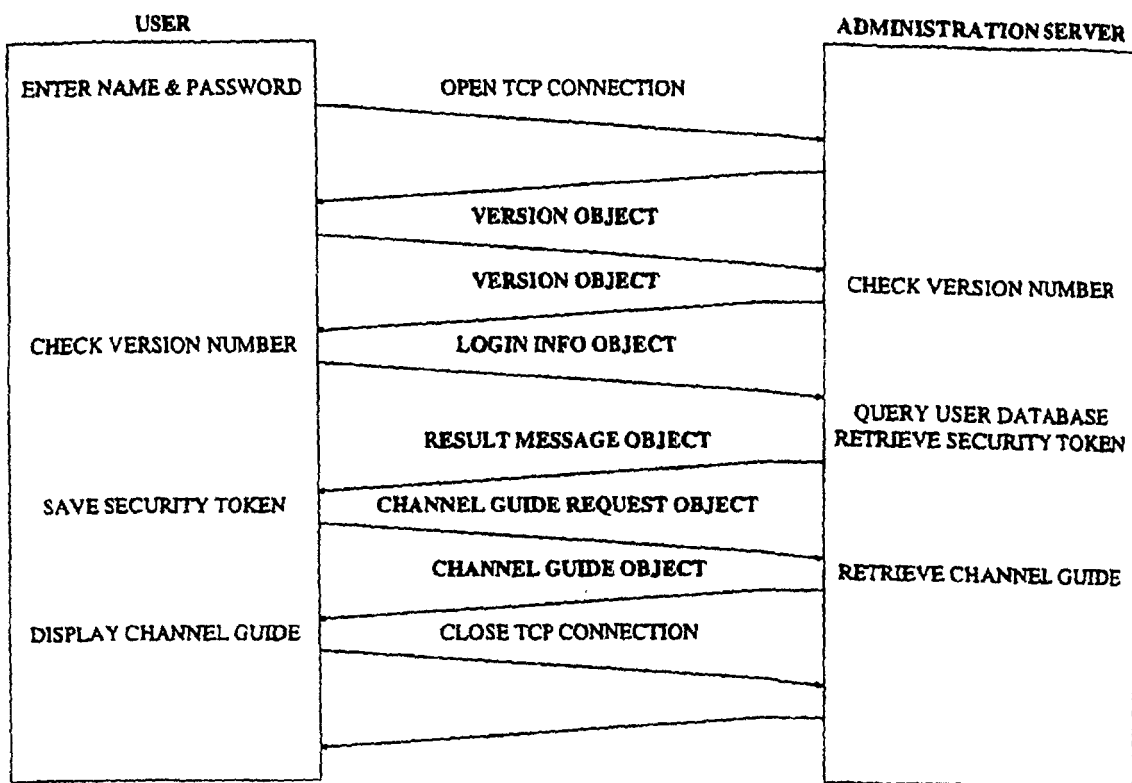 USER
ADMINISTRATION SERVER
ENTER NAME & PASSWORD
OPEN TCP CONNECTION
VERSION OBJECT
VERSION OBJECT
CHECK VERSION NUMBER
CHECK VERSION NUMBER
LOGIN INFO OBJECT
QUERY USER DATABASE
RETRIEVE SECURITY TOKEN
RESULT MESSAGE OBJECT
SAVE SECURITY TOKEN
CHANNEL GUIDE REQUEST OBJECT
CHANNEL GUIDE OBJECT
RETRIEVE CHANNEL GUIDE
DISPLAY CHANNEL GUIDE
CLOSE TCP CONNECTION